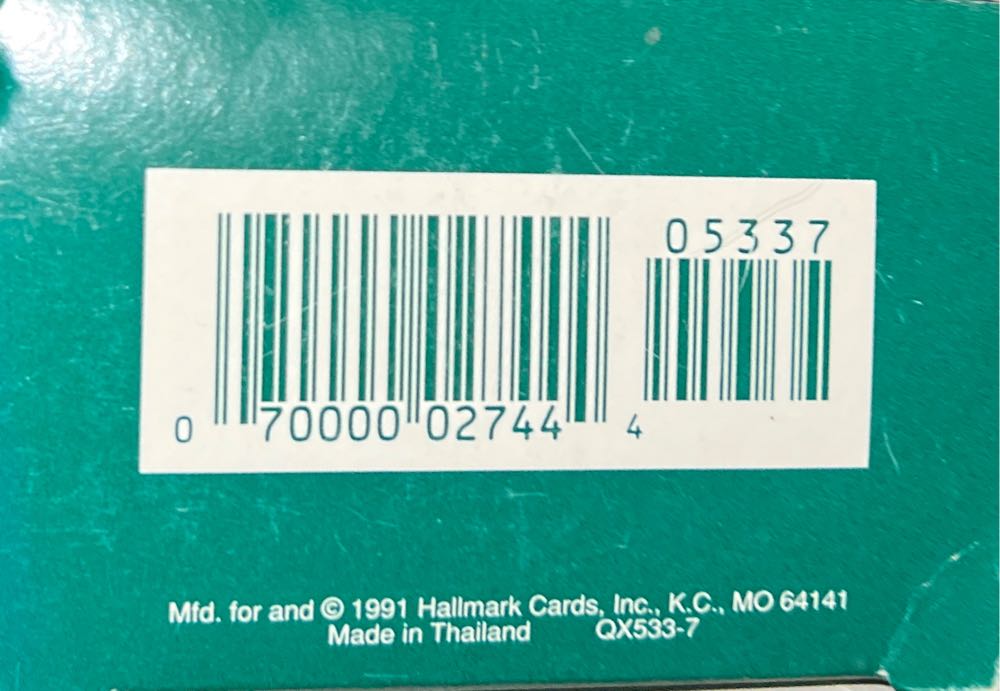 05337
0 70000 02744 4
Mfd. for and © 1991 Hallmark Cards, Inc., K.C., MO 64141
Made in Thailand QX533-7